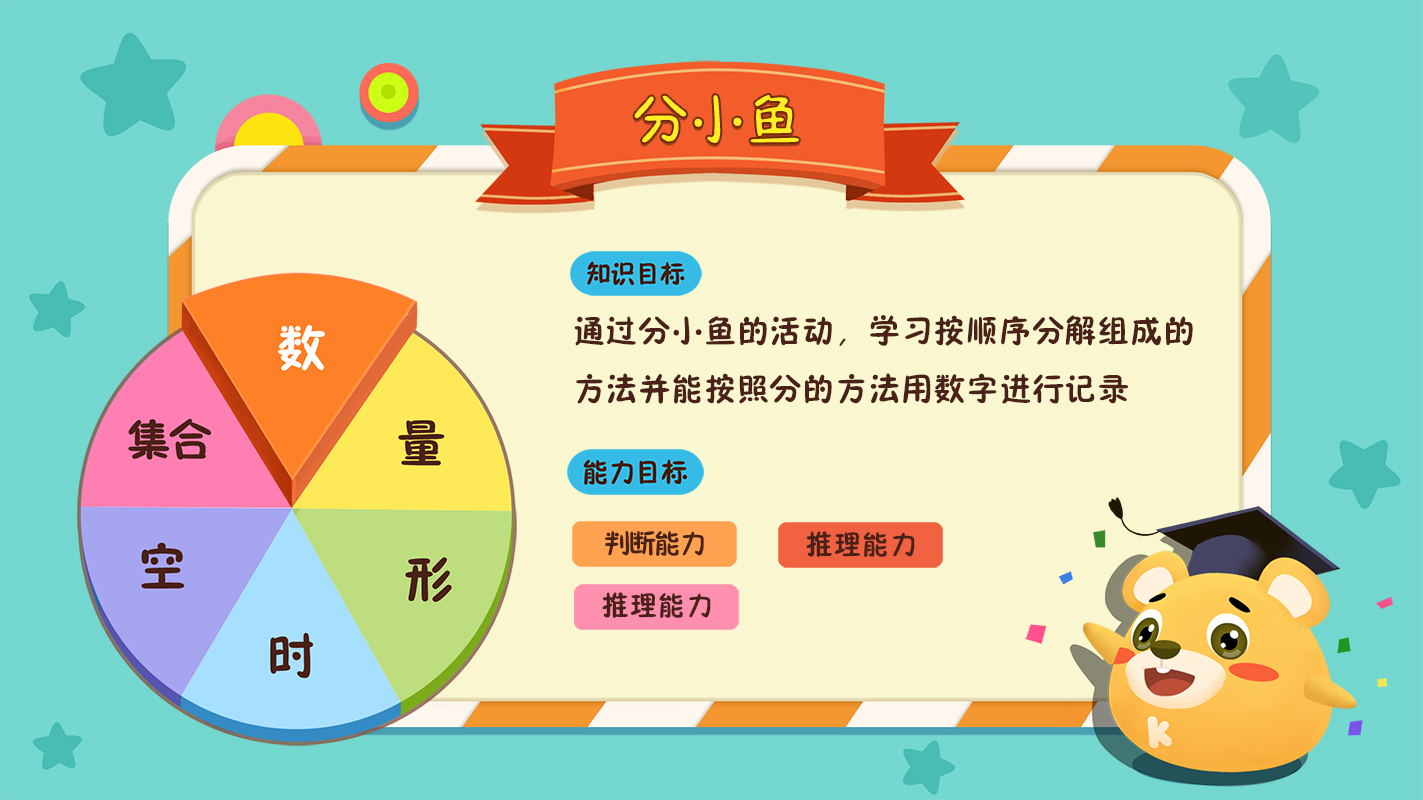 分小鱼
知识目标
通过分小鱼的活动，学习按顺序分解组成的
方法并能按照分的方法用数字进行记录
能力目标
判断能力
推理能力
推理能力
数
集合
量
空
形
时
K